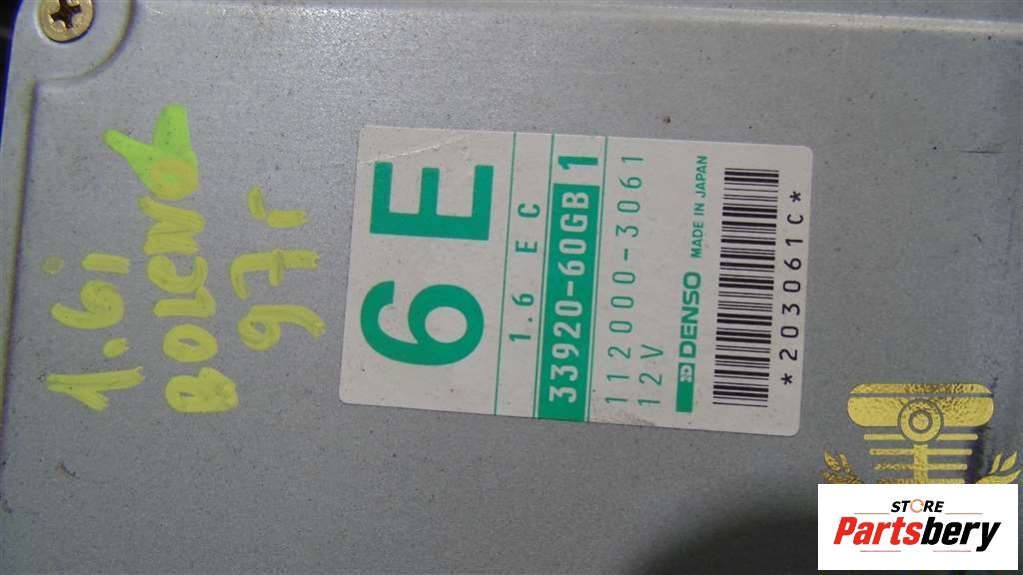 1.6i
BOLENO
97г
6E
1.6 EC
33920-60GB 1
112000-3061
12V
DENSO MADE IN JAPAN
*203061C*
STORE
Partsbery